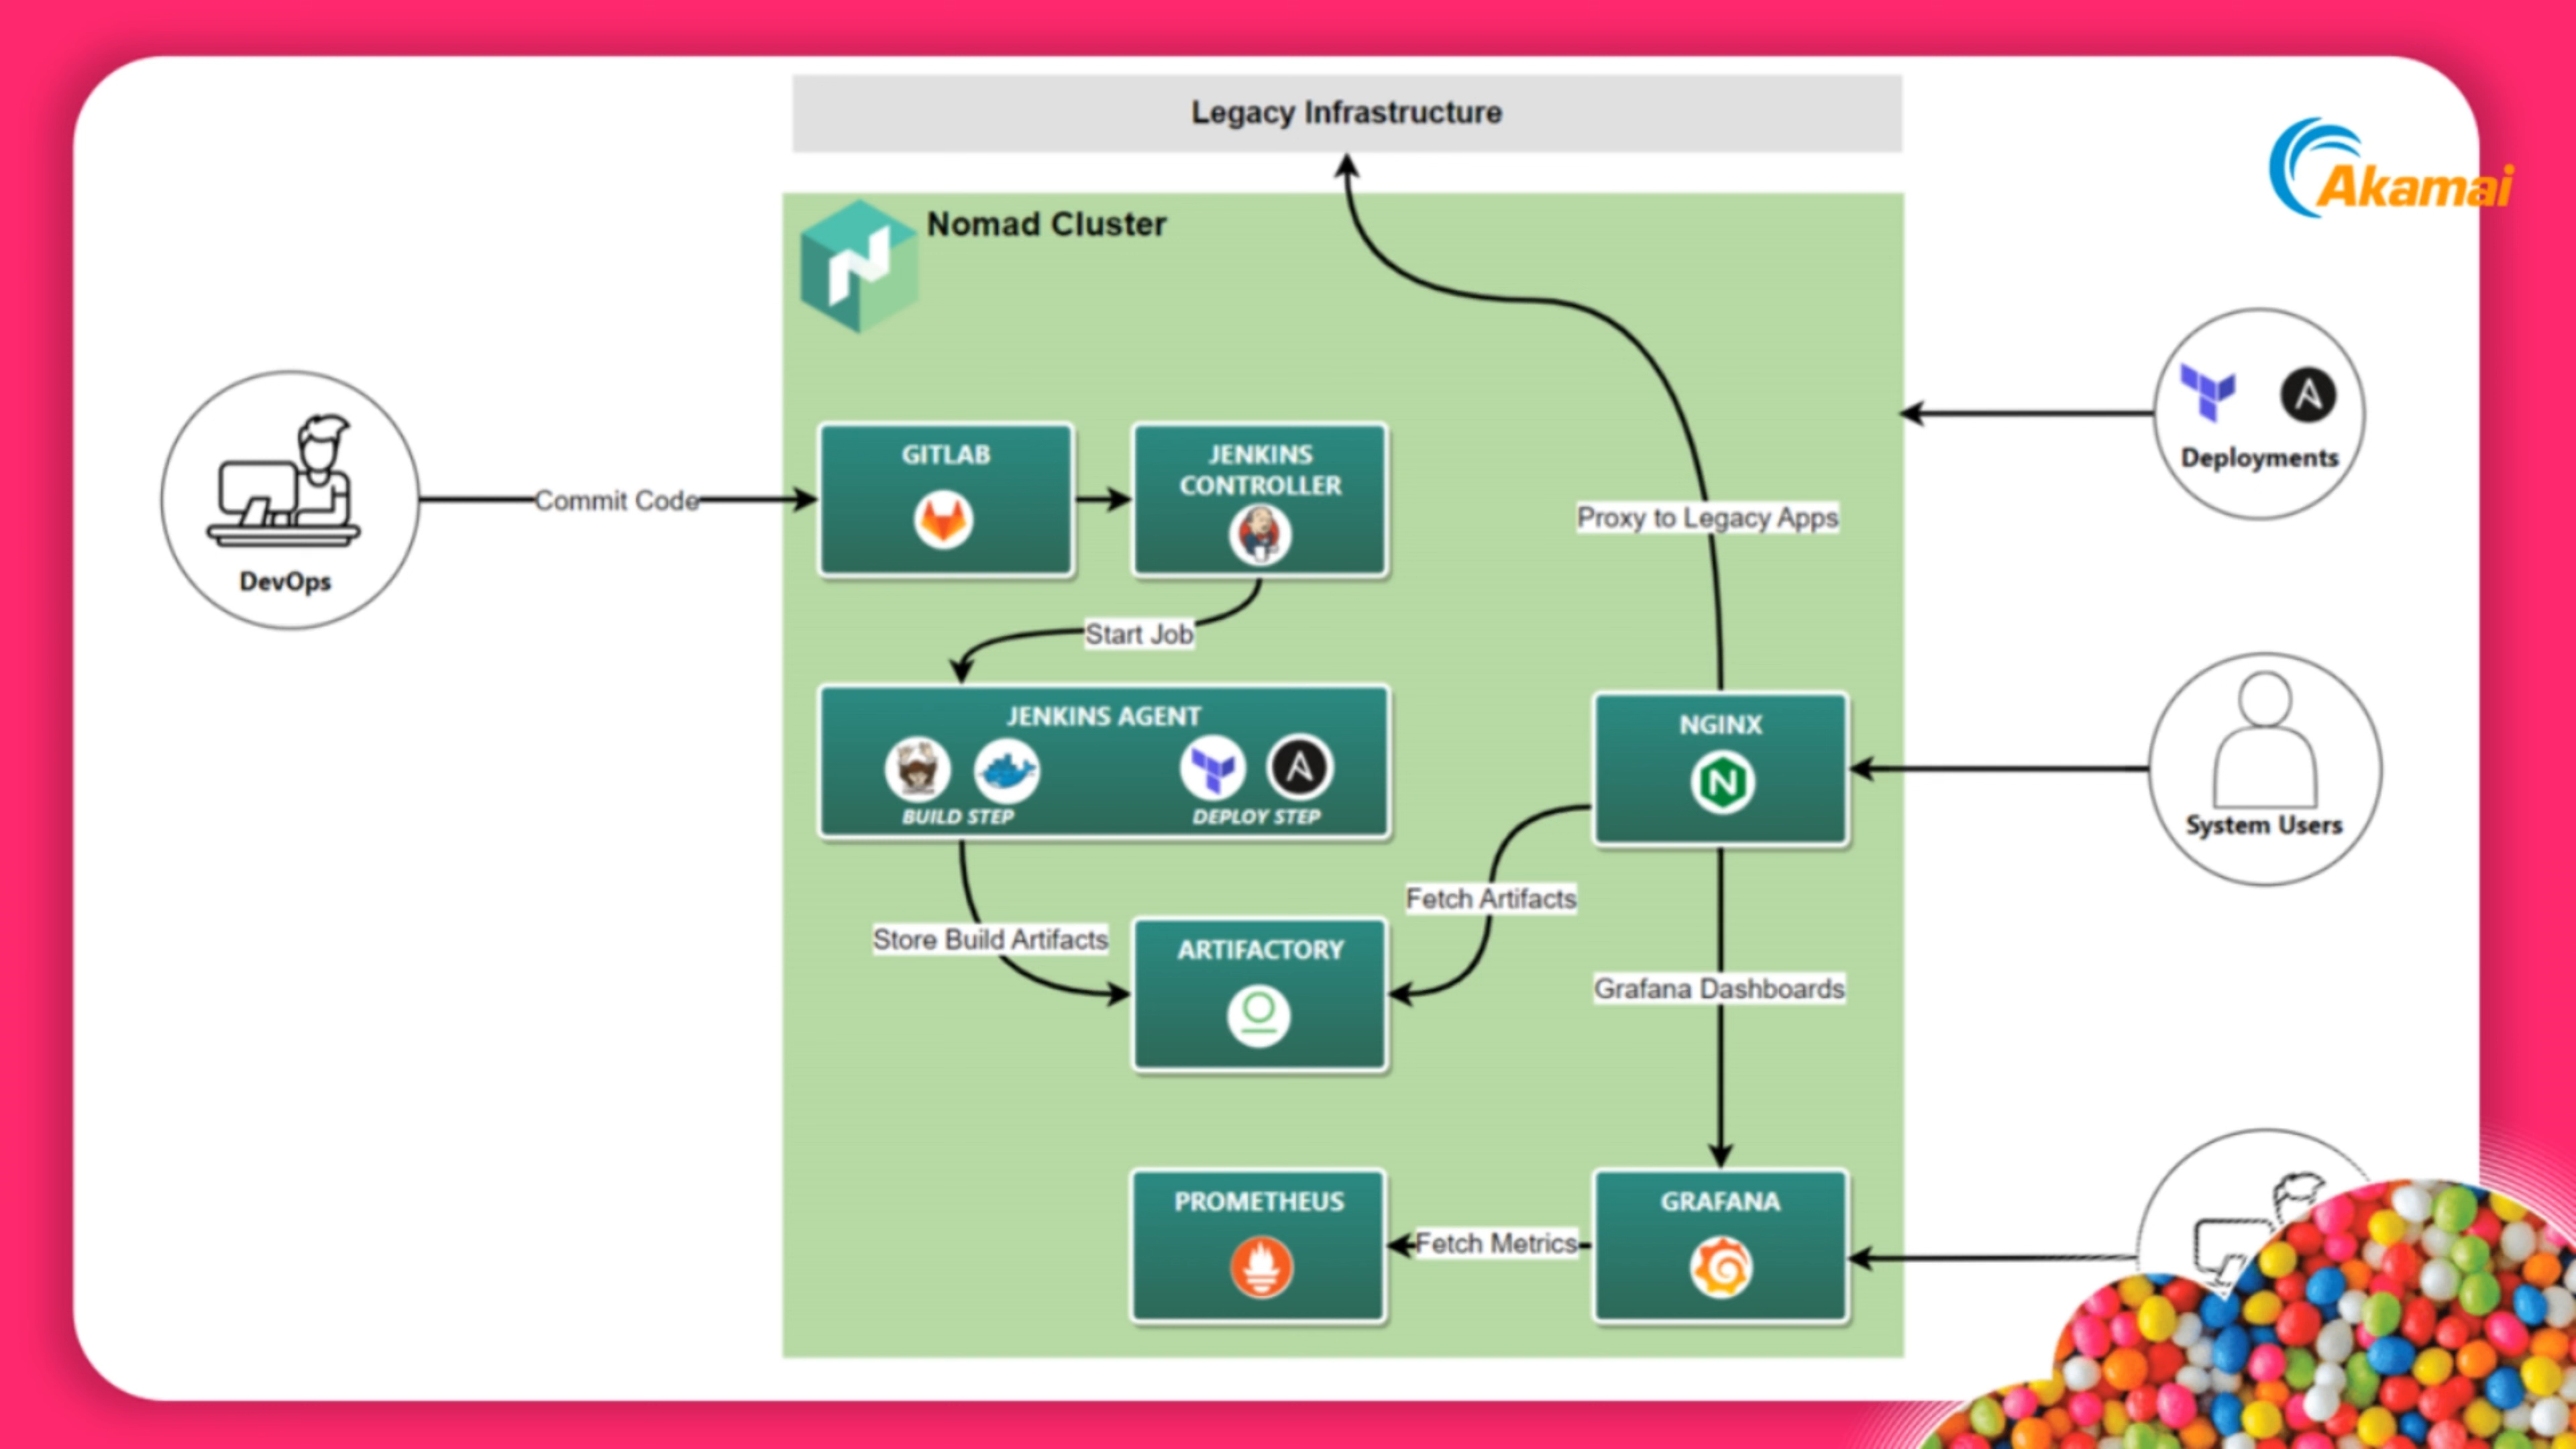 Legacy Infrastructure
Akamai
Nomad Cluster
GITLAB
JENKINS
CONTROLLER
Commit Code
DevOps
Proxy to Legacy Apps
Deployments
Start Job
JENKINS AGENT
BUILD STEP
DEPLOY STEP
NGINX
System Users
Fetch Artifacts
Store Build Artifacts
ARTIFACTORY
Grafana Dashboards
PROMETHEUS
Fetch Metrics
GRAFANA